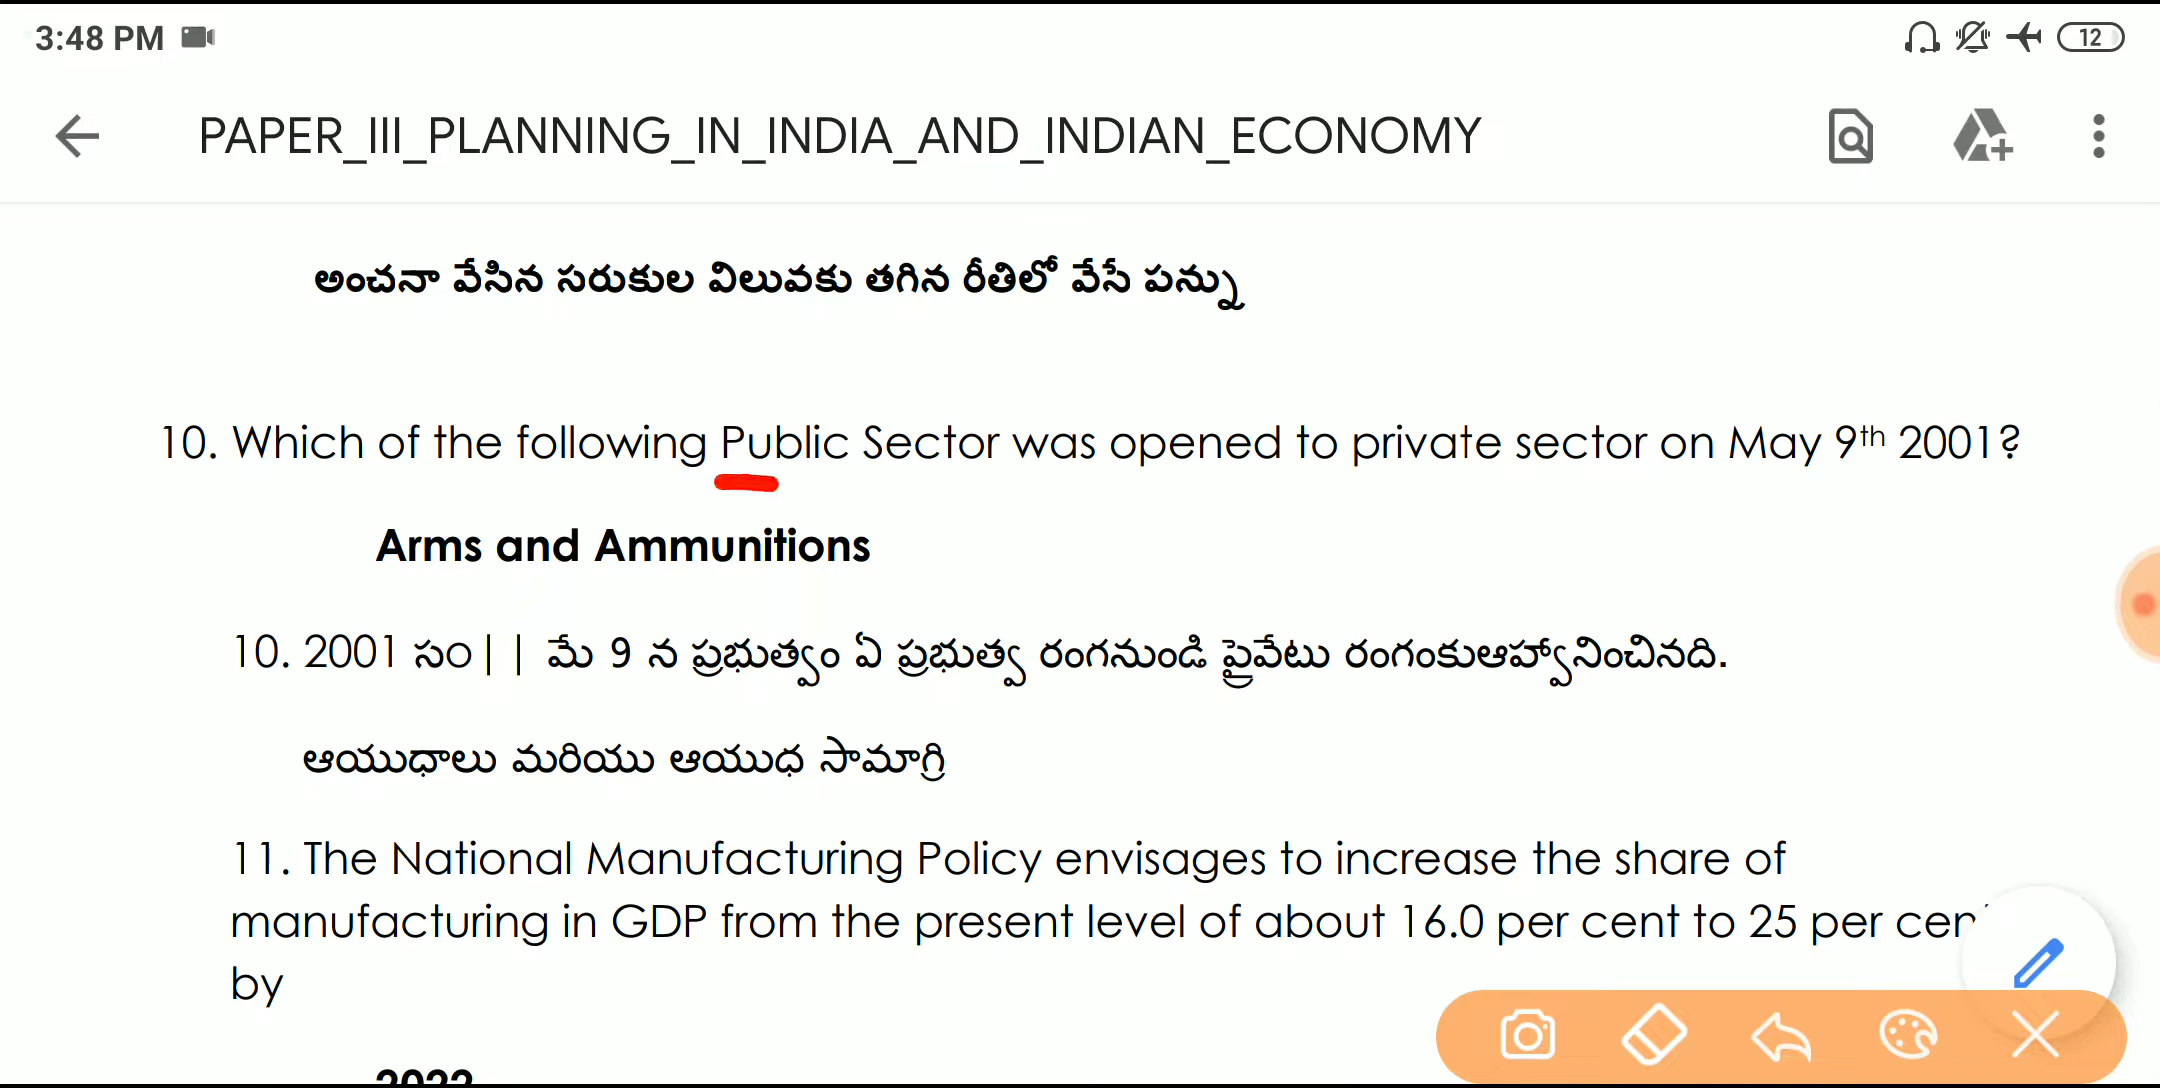 3:48 PM
12
PAPER_III_PLANNING_IN_INDIA_AND_INDIAN_ECONOMY
అంచనా వేసిన సరుకుల విలువకు తగిన రీతిలో వేసే పన్ను
10. Which of the following Public Sector was opened to private sector on May 9th 2001?
Arms and Ammunitions
10. 2001 సం|| మే 9 న ప్రభుత్వం ఏ ప్రభుత్వ రంగనుండి ప్రైవేటు రంగంకుఆహ్వానించినది.
ఆయుధాలు మరియు ఆయుధ సామాగ్రి
11. The National Manufacturing Policy envisages to increase the share of
manufacturing in GDP from the present level of about 16.0 per cent to 25 per cen
by
2022